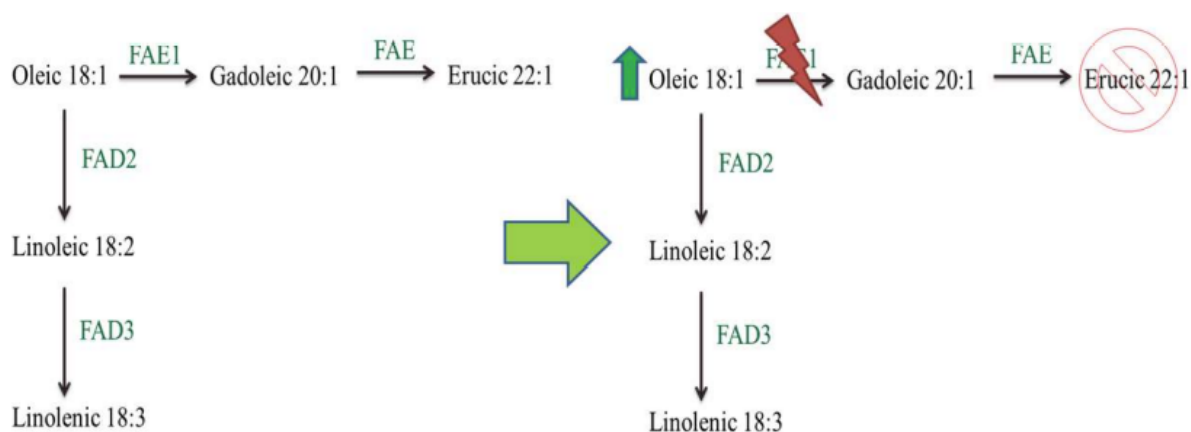 FAE1
FAE
Oleic 18:1
Gadoleic 20:1
Erucic 22:1
FAD2
Linoleic 18:2
FAD3
Linolenic 18:3
FAE1
FAE
Oleic 18:1
Gadoleic 20:1
Erucic 22:1
FAD2
Linoleic 18:2
FAD3
Linolenic 18:3